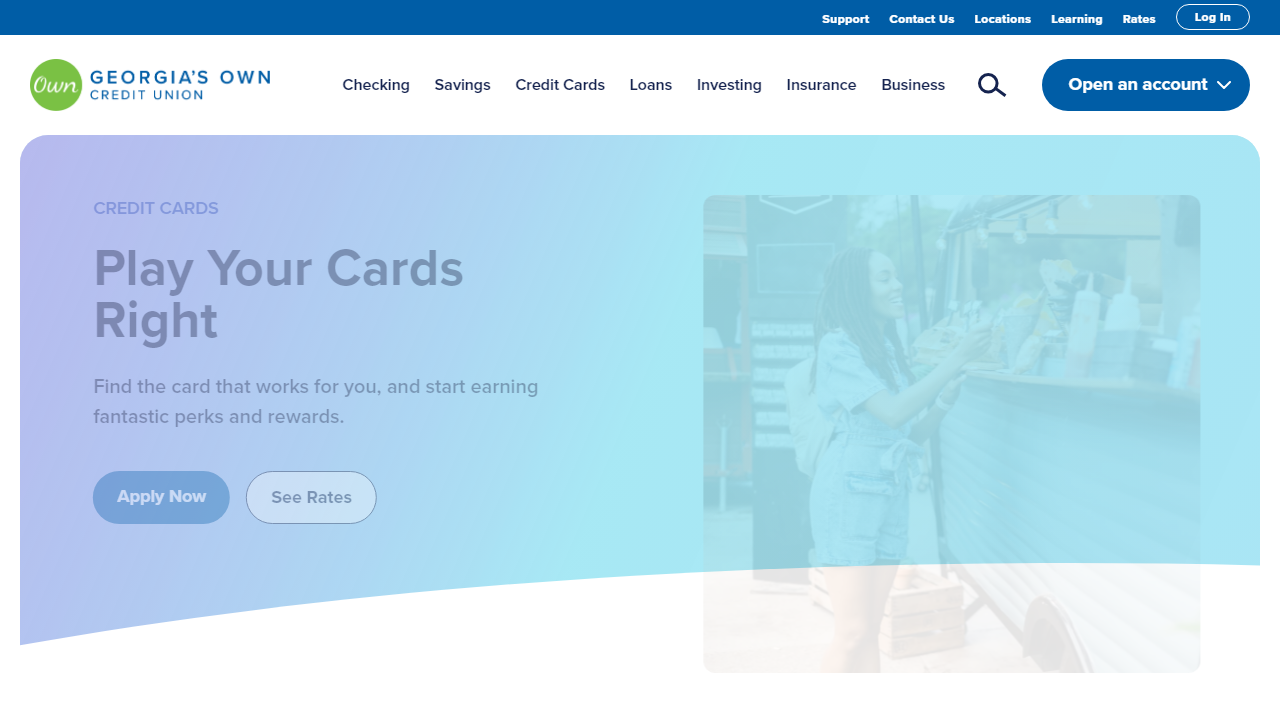 Support Contact Us Locations Learning Rates Log In
Own GEORGIA'S OWN
CREDIT UNION
Checking Savings Credit Cards Loans Investing Insurance Business Open an account
CREDIT CARDS
Play Your Cards
Right
Find the card that works for you, and start earning
fantastic perks and rewards.
Apply Now See Rates